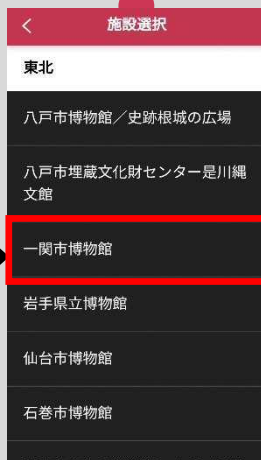 施設選択
東北
八戸市博物館／史跡根城の広場
八戸市埋蔵文化財センター是川縄
文館
一関市博物館
岩手県立博物館
仙台市博物館
石巻市博物館